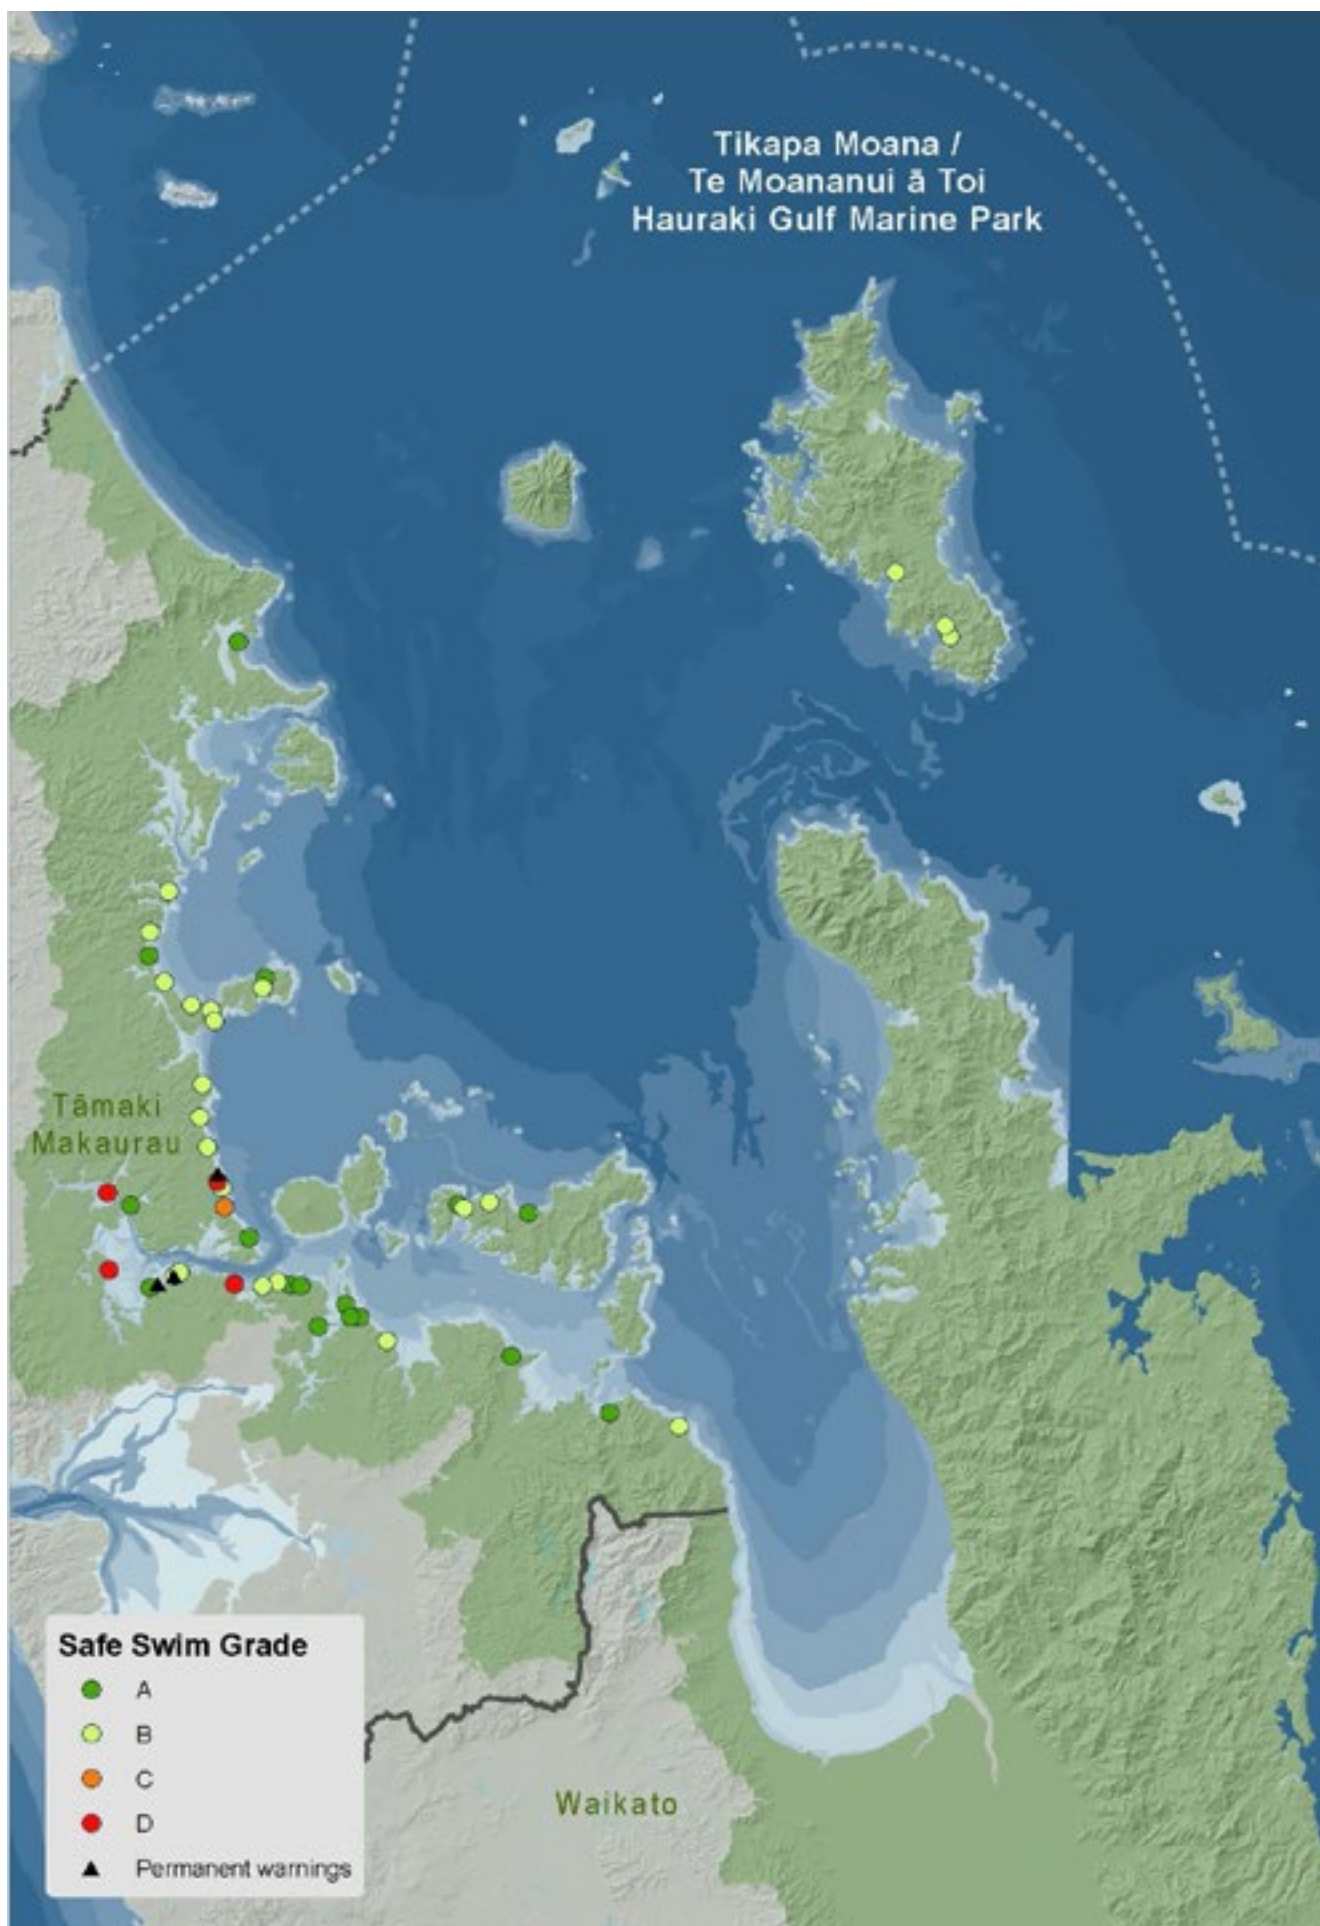 Tikapa Moana /
Te Moananui ā Toi
Hauraki Gulf Marine Park
Tāmaki
Makaurau
Safe Swim Grade
A
B
C
D
Permanent warnings
Waikato